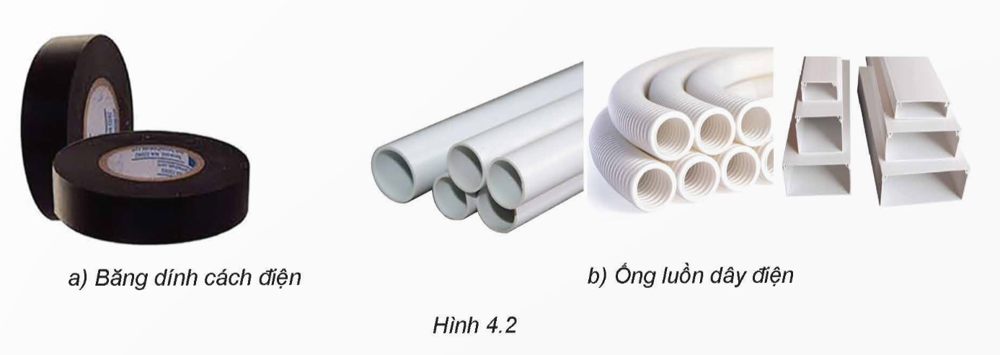 a) Băng dính cách điện
b) Ống luồn dây điện
Hình 4.2